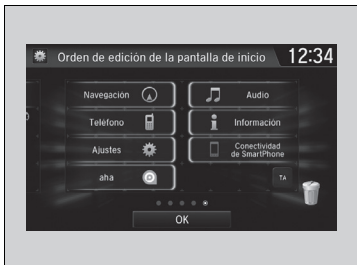 Orden de edición de la pantalla de inicio
12:34
Navegación
Audio
Teléfono
Información
Ajustes
Conectividad
de SmartPhone
aha
TA
OK